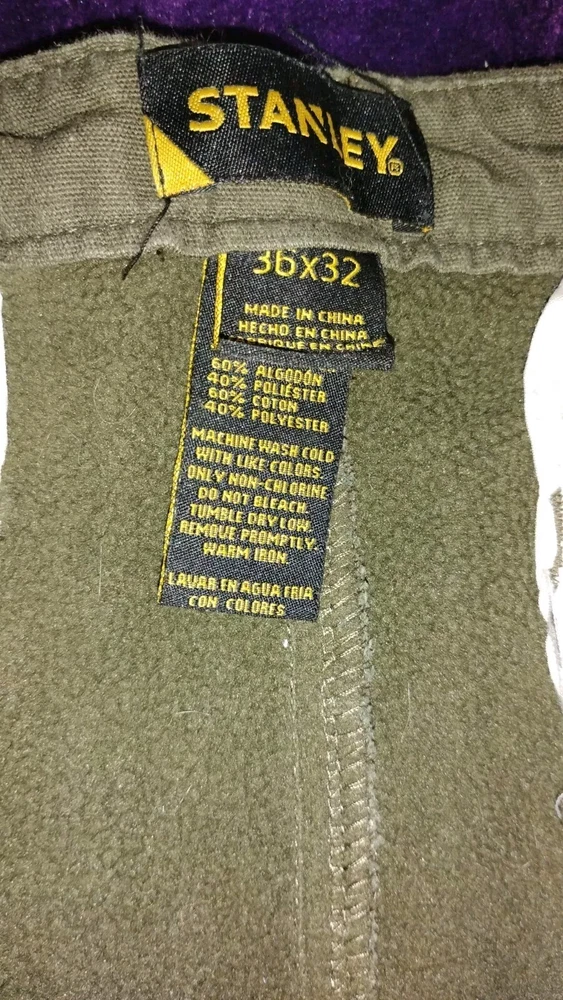 STANLEY®
36x32
MADE IN CHINA
HECHO EN CHINA
EN CHINE
60% ALGODÓN
40% POLIÉSTER
60% COTON
40% POLYESTER
MACHINE WASH COLD
WITH LIKE COLORS.
ONLY NON-CHLORINE
DO NOT BLEACH.
TUMBLE DRY LOW.
REMOVE PROMPTLY.
WARM IRON.
LAVAR EN AGUA FRIA
CON COLORES